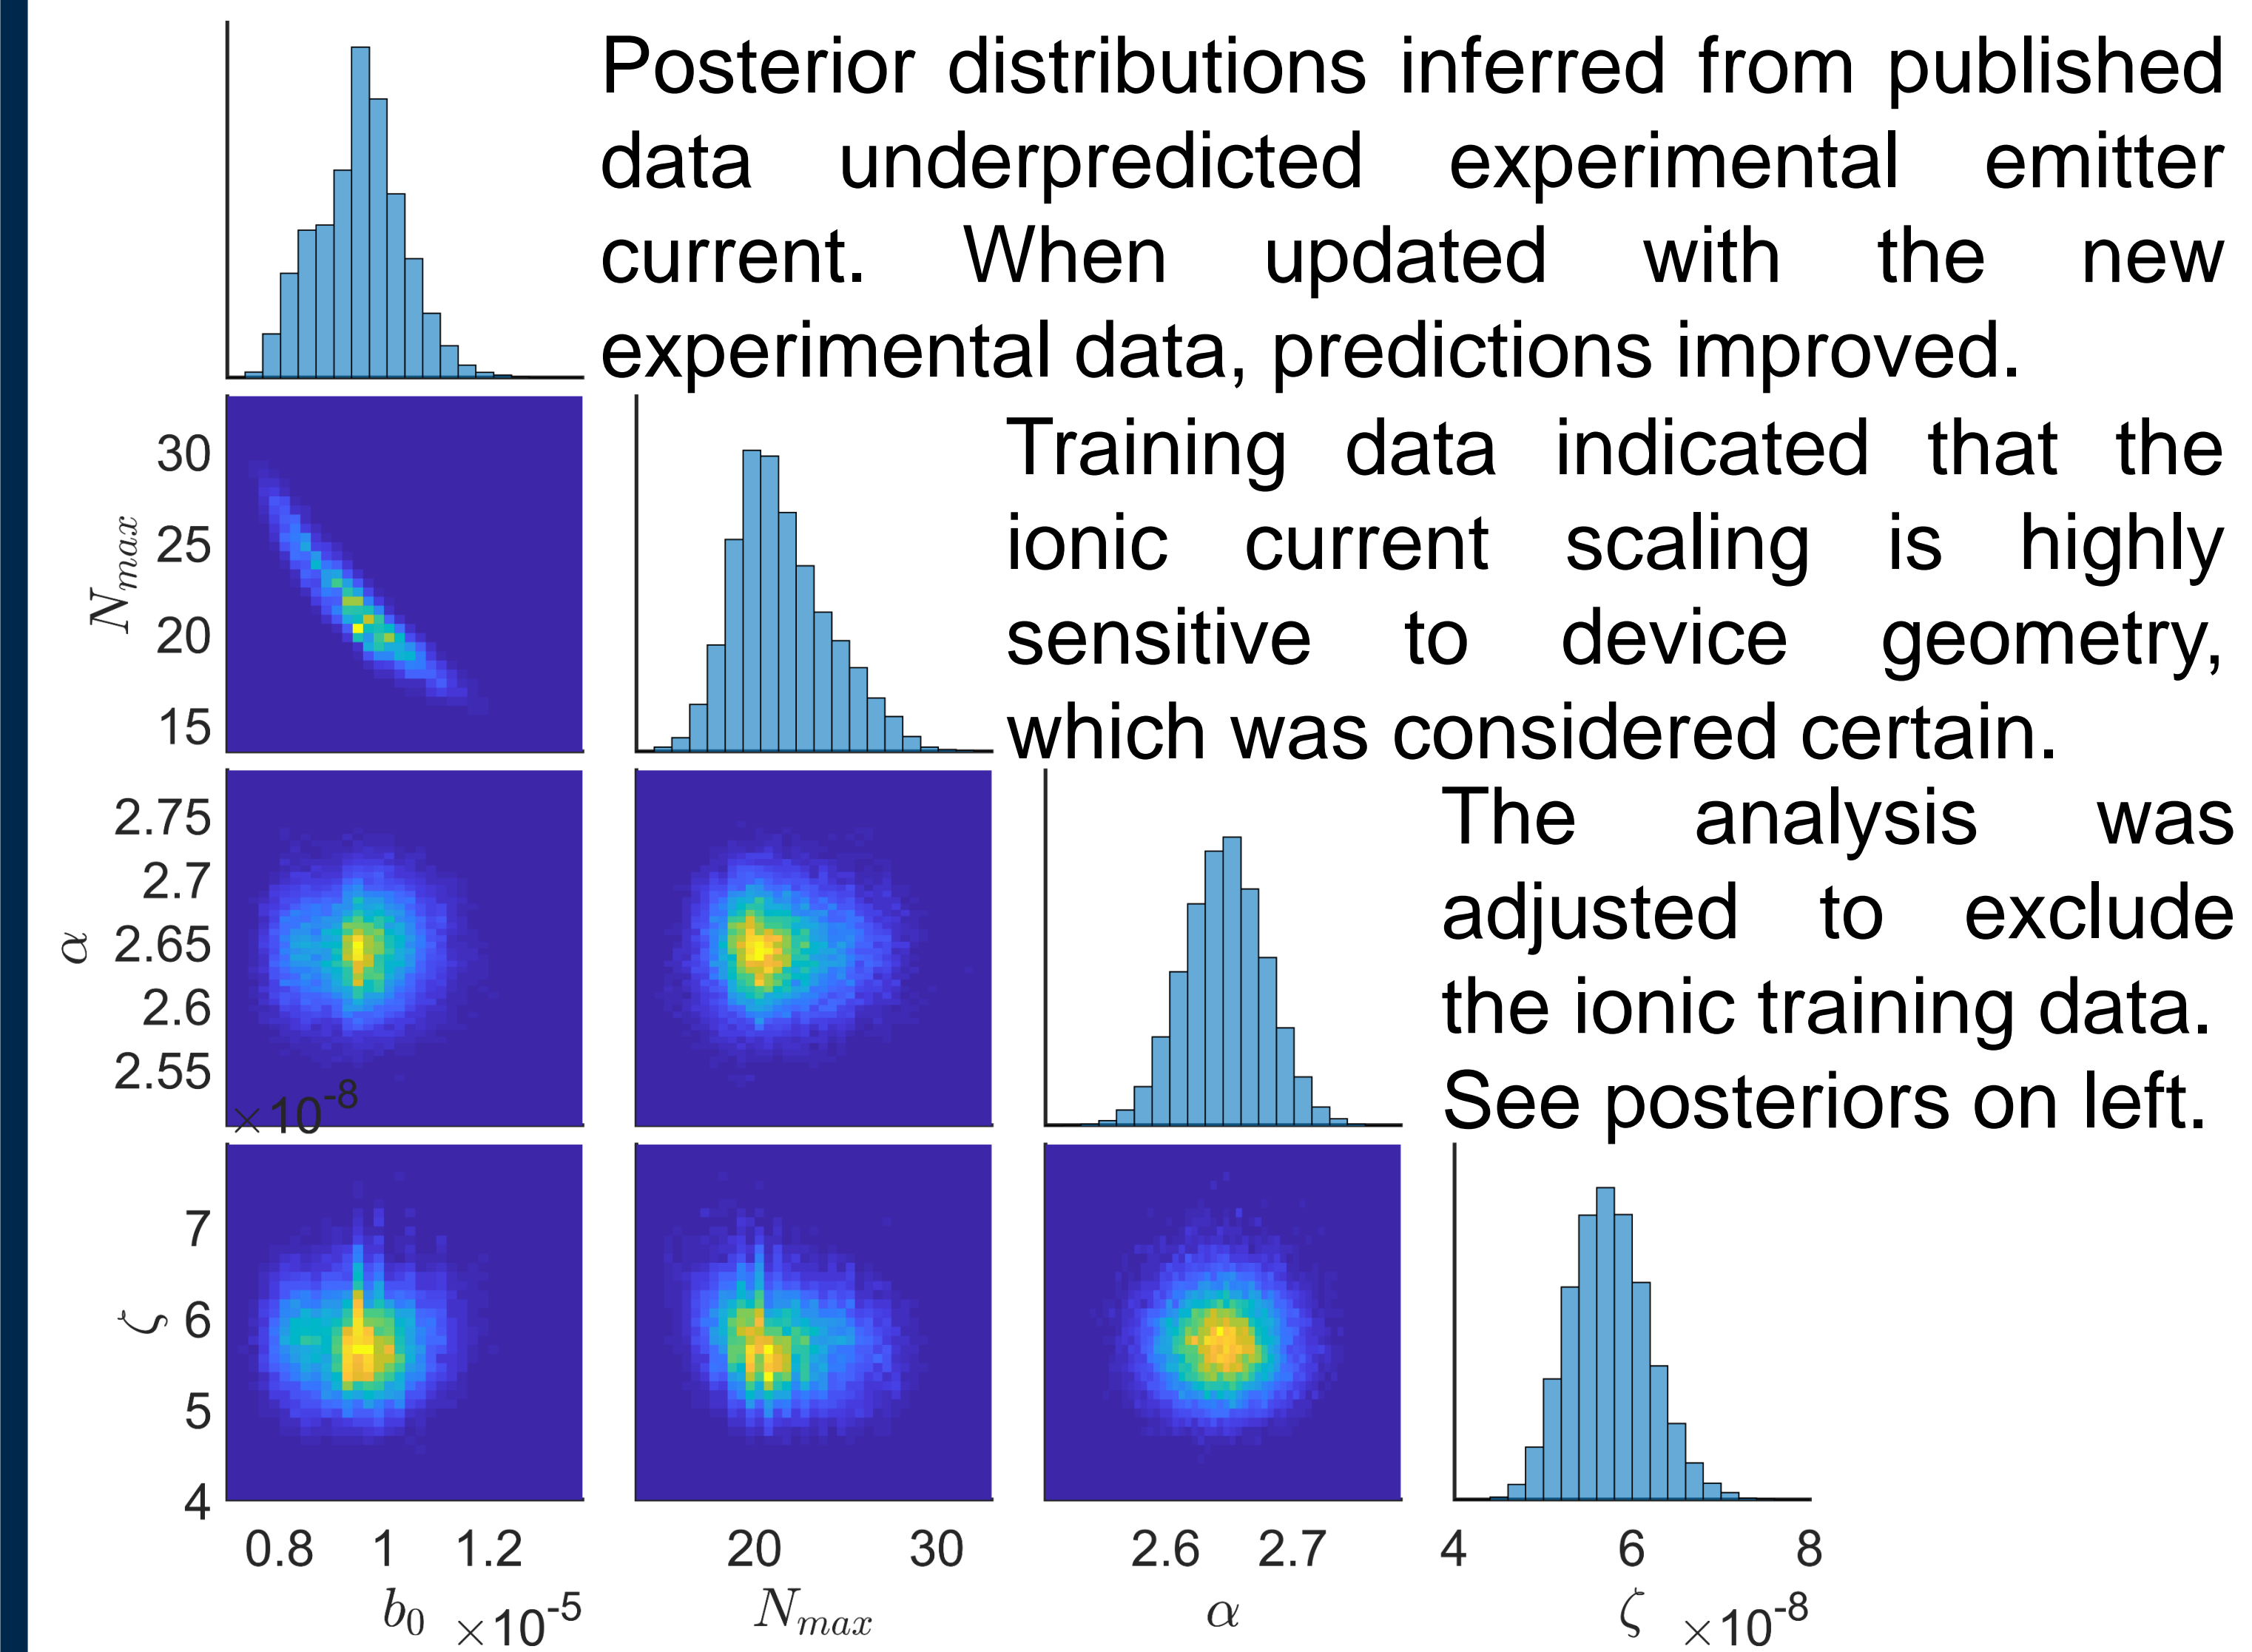 Posterior distributions inferred from published
data underpredicted experimental emitter
current. When updated with the new
experimental data, predictions improved.
Training data indicated that the
ionic current scaling is highly
sensitive to device geometry,
which was considered certain.
The analysis was
adjusted to exclude
the ionic training data.
See posteriors on left.
30
25
20
15
N_max
2.75
2.7
2.65
2.6
2.55
α
×10^-8
7
6
5
4
ζ
0.8 1 1.2
b_0 ×10^-5
20 30
N_max
2.6 2.7
α
4 6 8
ζ ×10^-8